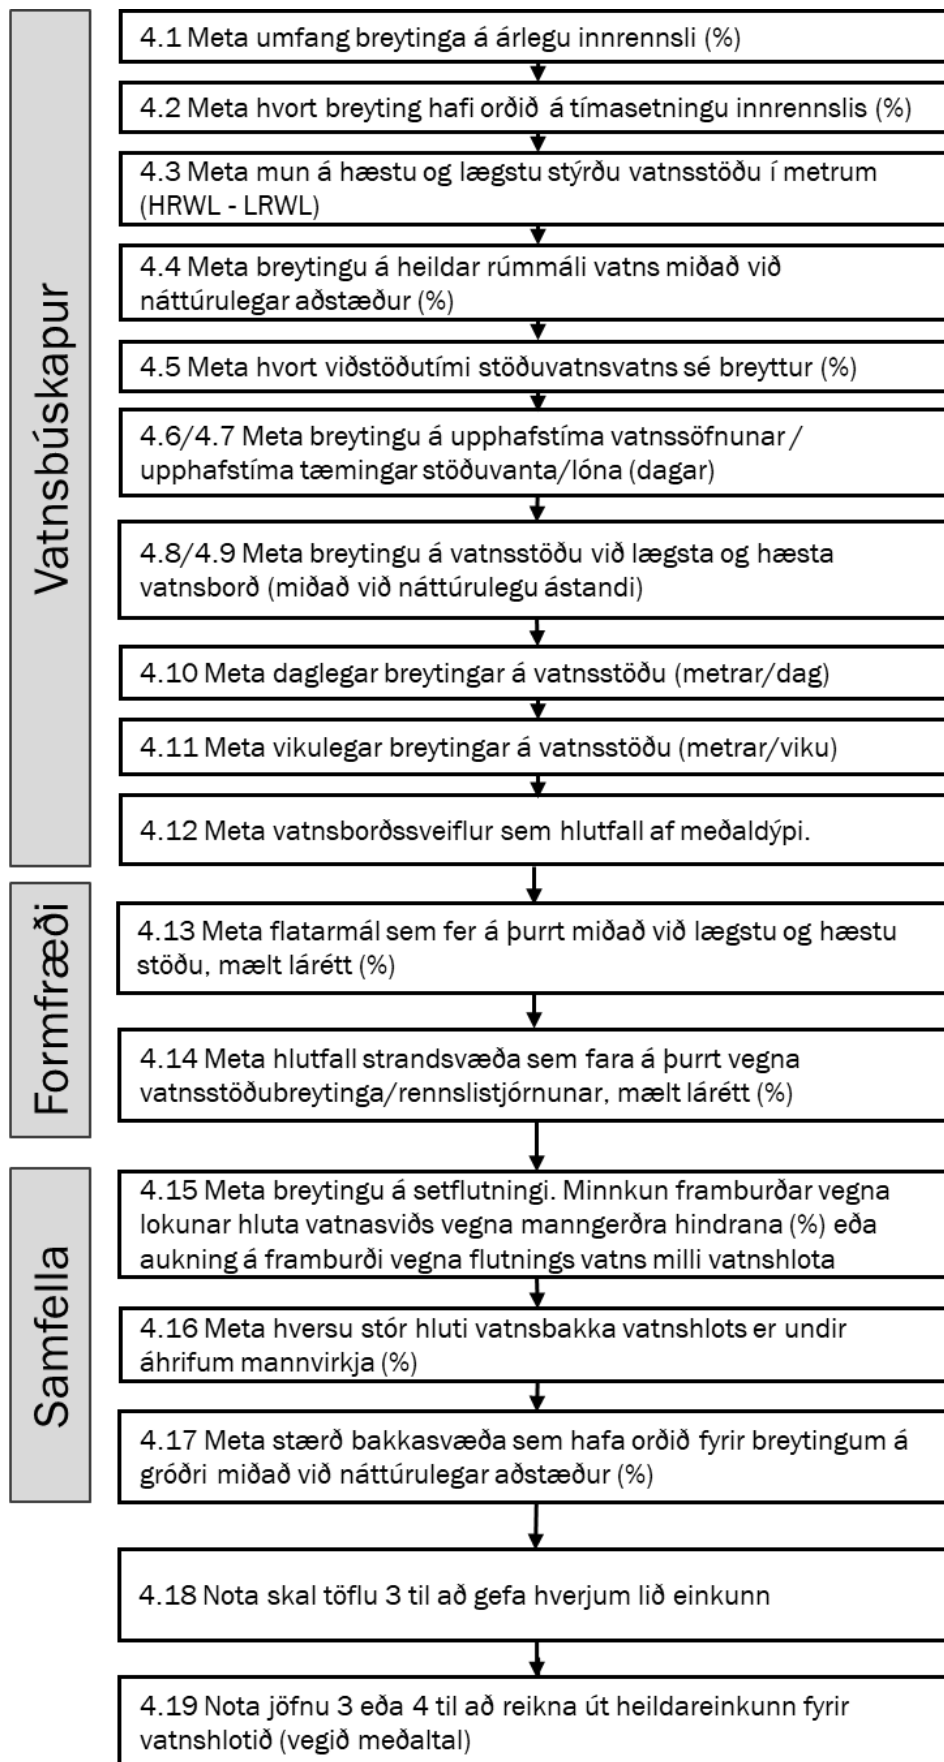 Vatnsbúskapur
4.1 Meta umfang breytinga á árlegu innrennsli (%)
4.2 Meta hvort breyting hafi orðið á tímasetningu innrennslis (%)
4.3 Meta mun á hæstu og lægstu stýrðu vatnsstöðu í metrum
(HRWL - LRWL)
4.4 Meta breytingu á heildar rúmmáli vatns miðað við
náttúrulegar aðstæður (%)
4.5 Meta hvort viðstöðutími stöðuvatnsvatns sé breyttur (%)
4.6/4.7 Meta breytingu á upphafstíma vatnssöfnunar /
upphafstíma tæmingar stöðuvanta/lóna (dagar)
4.8/4.9 Meta breytingu á vatnsstöðu við lægsta og hæsta
vatnsborð (miðað við náttúrulegu ástandi)
4.10 Meta daglegar breytingar á vatnsstöðu (metrar/dag)
4.11 Meta vikulegar breytingar á vatnsstöðu (metrar/viku)
4.12 Meta vatnsborðssveiflur sem hlutfall af meðaldýpi.
Formfræði
4.13 Meta flatarmál sem fer á þurrt miðað við lægstu og hæstu
stöðu, mælt lárétt (%)
4.14 Meta hlutfall strandsvæða sem fara á þurrt vegna
vatnsstöðubreytinga/rennslistjórnunar, mælt lárétt (%)
Samfella
4.15 Meta breytingu á setflutningi. Minnkun framburðar vegna
lokunar hluta vatnasviðs vegna manngerðra hindrana (%) eða
aukning á framburði vegna flutnings vatns milli vatnshlota
4.16 Meta hversu stór hluti vatnsbakka vatnshlots er undir
áhrifum mannvirkja (%)
4.17 Meta stærð bakkasvæða sem hafa orðið fyrir breytingum á
gróðri miðað við náttúrulegar aðstæður (%)
4.18 Nota skal töflu 3 til að gefa hverjum lið einkunn
4.19 Nota jöfnu 3 eða 4 til að reikna út heildareinkunn fyrir
vatnshlotið (vegið meðaltal)